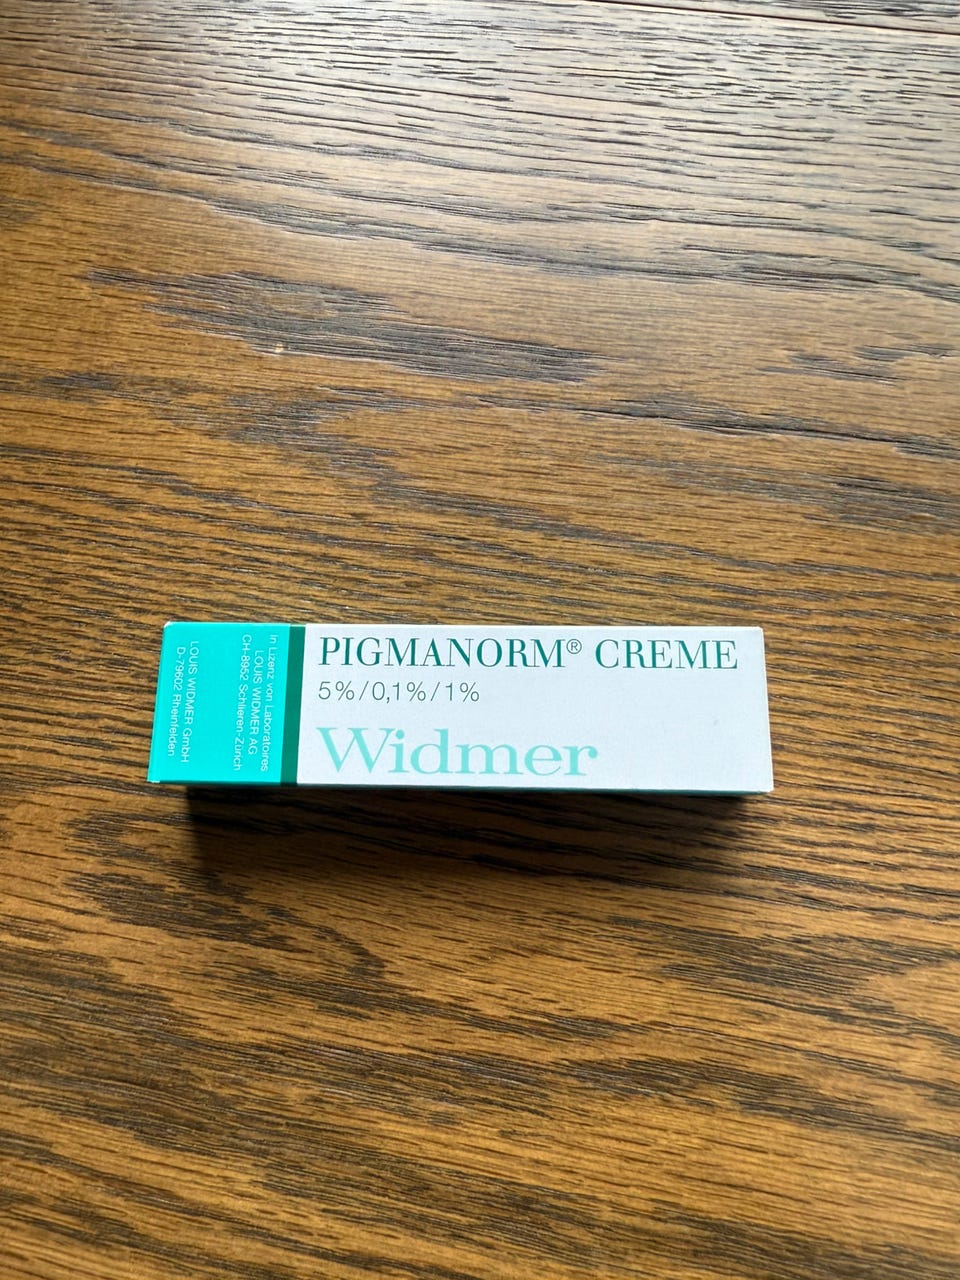 PIGMANORM® CREME
5%/0,1%/1%
Widmer
In Lizenz von Laboratoires
LOUIS WIDMER AG
CH-8952 Schlieren-Zürich
LOUIS WIDMER GmbH
D-79602 Rheinfelden